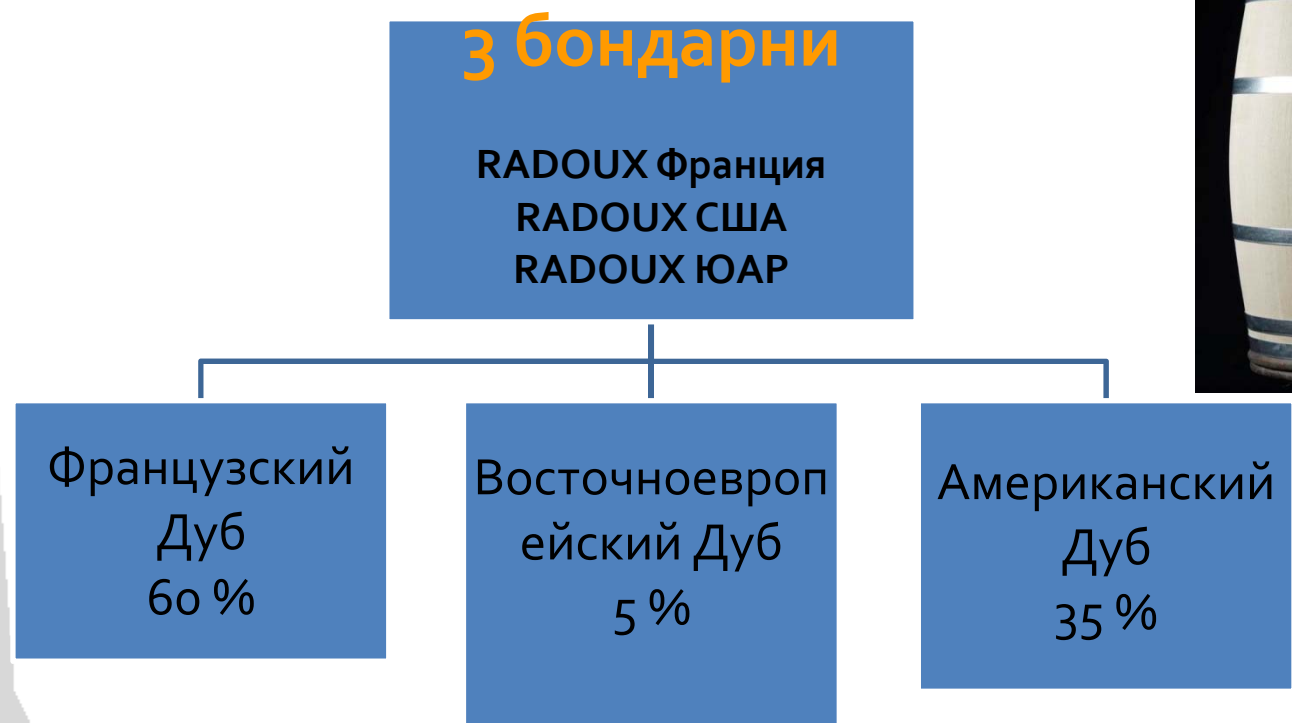 3 бондарни
RADOUX Франция
RADOUX США
RADOUX ЮАР
Французский
Дуб
60 %
Восточноевроп
ейский Дуб
5 %
Американский
Дуб
35 %